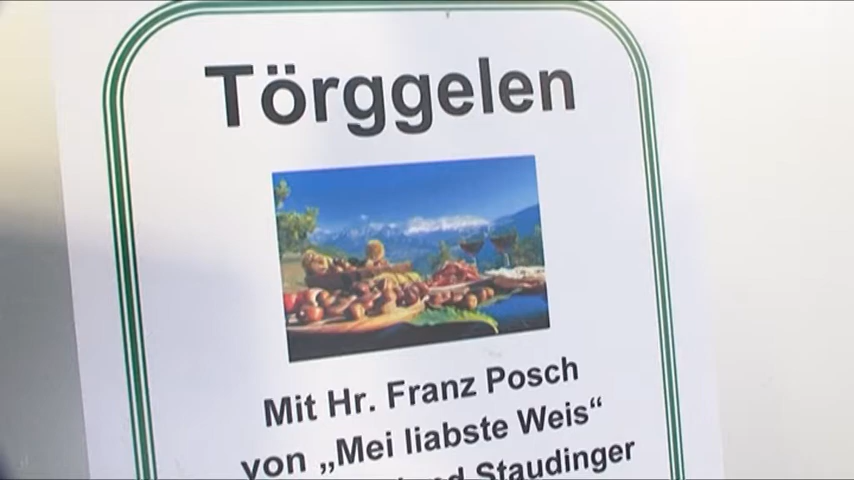 Törggelen
Mit Hr. Franz Posch
von „Mei liabste Weis“
Staudinger